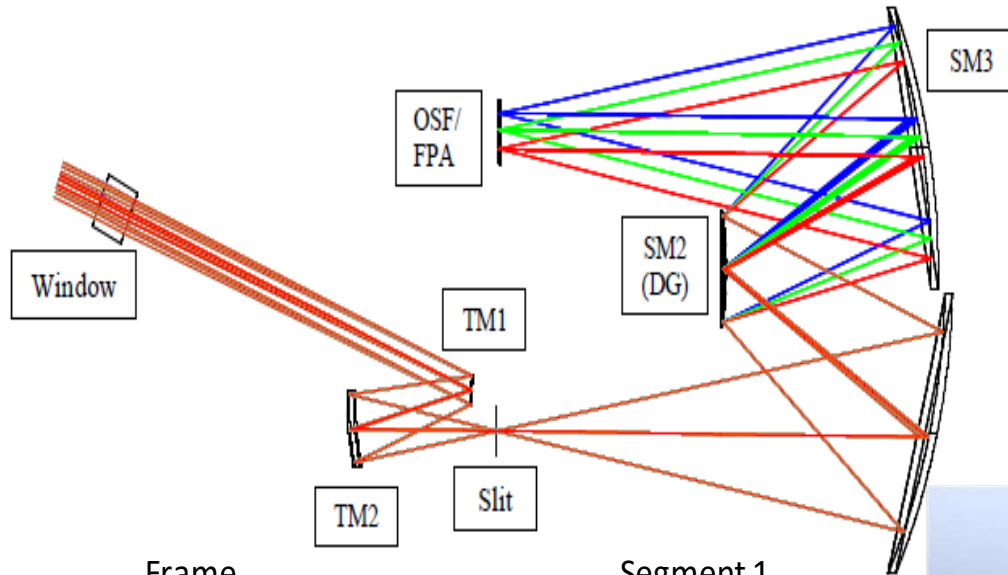 SM3
OSF/
FPA
SM2
(DG)
Window
TM1
TM2
Slit
Frame
Segment 1